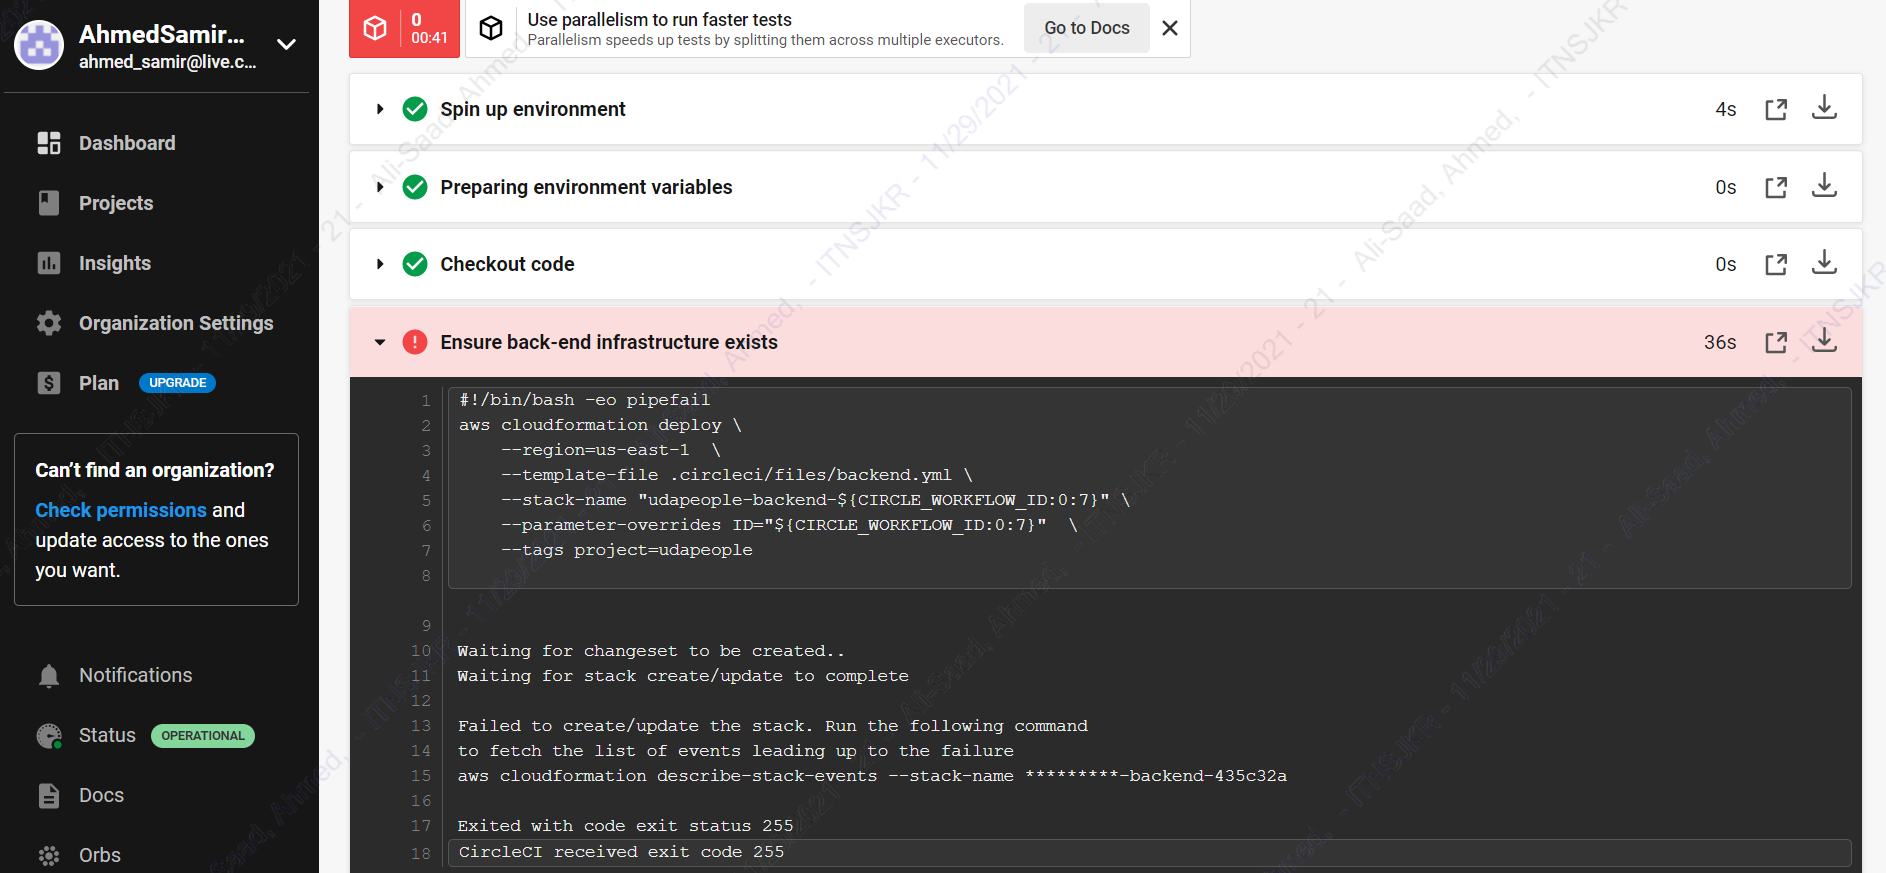 AhmedSamir...
ahmed_samir@live.c...
Dashboard
Projects
Insights
Organization Settings
Plan UPGRADE
Can't find an organization?
Check permissions and
update access to the ones
you want.
Notifications
Status OPERATIONAL
Docs
Orbs
0
00:41
Use parallelism to run faster tests
Parallelism speeds up tests by splitting them across multiple executors.
Go to Docs
Spin up environment 4s
Preparing environment variables 0s
Checkout code 0s
Ensure back-end infrastructure exists 36s
1 #!/bin/bash -eo pipefail
2 aws cloudformation deploy \
3 --region=us-east-1 \
4 --template-file .circleci/files/backend.yml \
5 --stack-name "udapeople-backend-${CIRCLE_WORKFLOW_ID:0:7}" \
6 --parameter-overrides ID="${CIRCLE_WORKFLOW_ID:0:7}" \
7 --tags project=udapeople
8
9
10 Waiting for changeset to be created..
11 Waiting for stack create/update to complete
12
13 Failed to create/update the stack. Run the following command
14 to fetch the list of events leading up to the failure
15 aws cloudformation describe-stack-events --stack-name *********-backend-435c32a
16
17 Exited with code exit status 255
18 CircleCI received exit code 255
Ali-Saad, Ahmed, - ITNSJKR - 11/29/2021 - 21 -